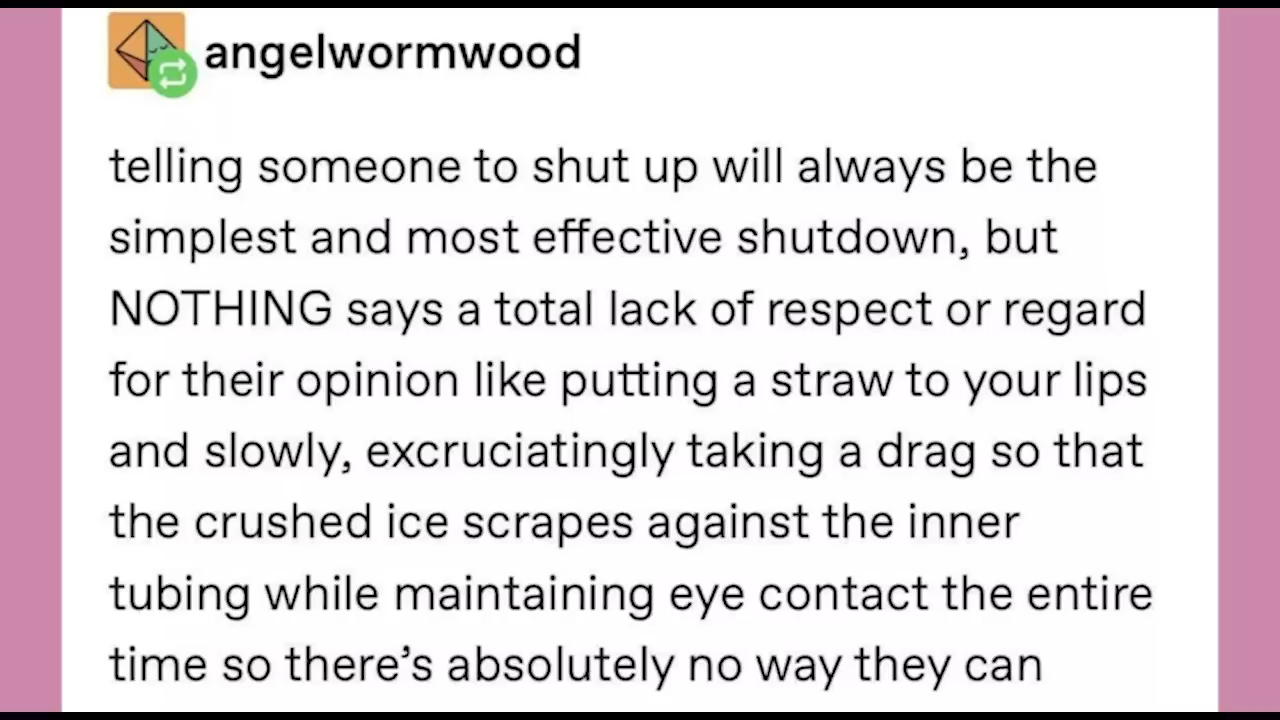 angelwormwood
telling someone to shut up will always be the
simplest and most effective shutdown, but
NOTHING says a total lack of respect or regard
for their opinion like putting a straw to your lips
and slowly, excruciatingly taking a drag so that
the crushed ice scrapes against the inner
tubing while maintaining eye contact the entire
time so there’s absolutely no way they can